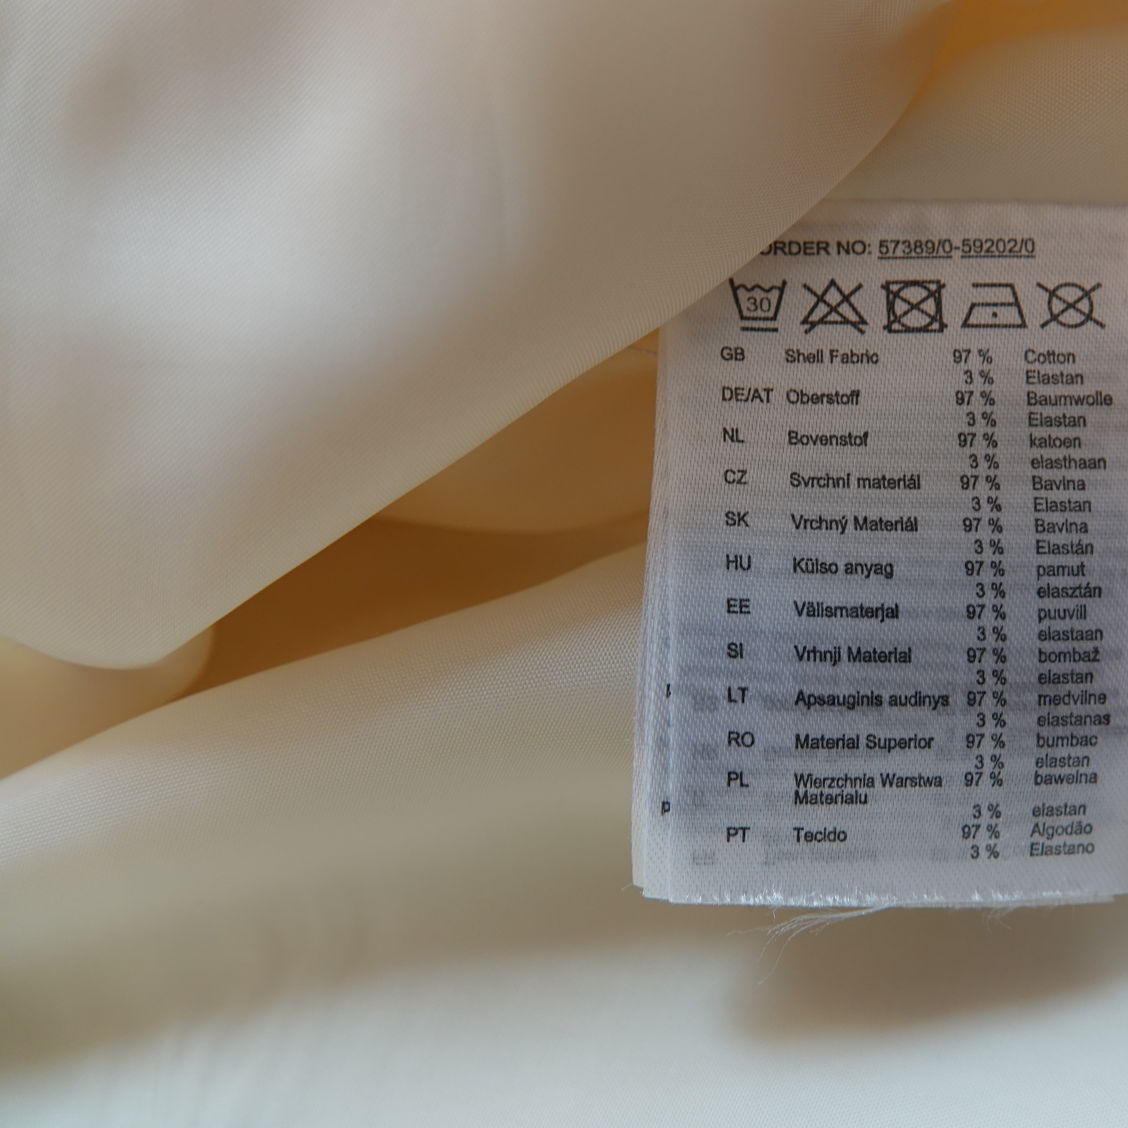 ORDER NO: 57389/0-59202/0
30
GB Shell Fabric 97 % Cotton
3 % Elastan
DE/AT Oberstoff 97 % Baumwolle
3 % Elastan
NL Bovenstof 97 % katoen
3 % elasthaan
CZ Svrchní materiál 97 % Bavlna
3 % Elastan
SK Vrchný Materiál 97 % Bavlna
3 % Elastán
HU Külso anyag 97 % pamut
3 % elasztán
EE Välismaterjal 97 % puuvill
3 % elastaan
SI Vrhnji Material 97 % bombaž
3 % elastan
LT Apsauginis audinys 97 % medvilne
3 % elastanas
RO Material Superior 97 % bumbac
3 % elastan
PL Wierzchnia Warstwa 97 % bawelna
Materialu
3 % elastan
PT Tecido 97 % Algodão
3 % Elastano